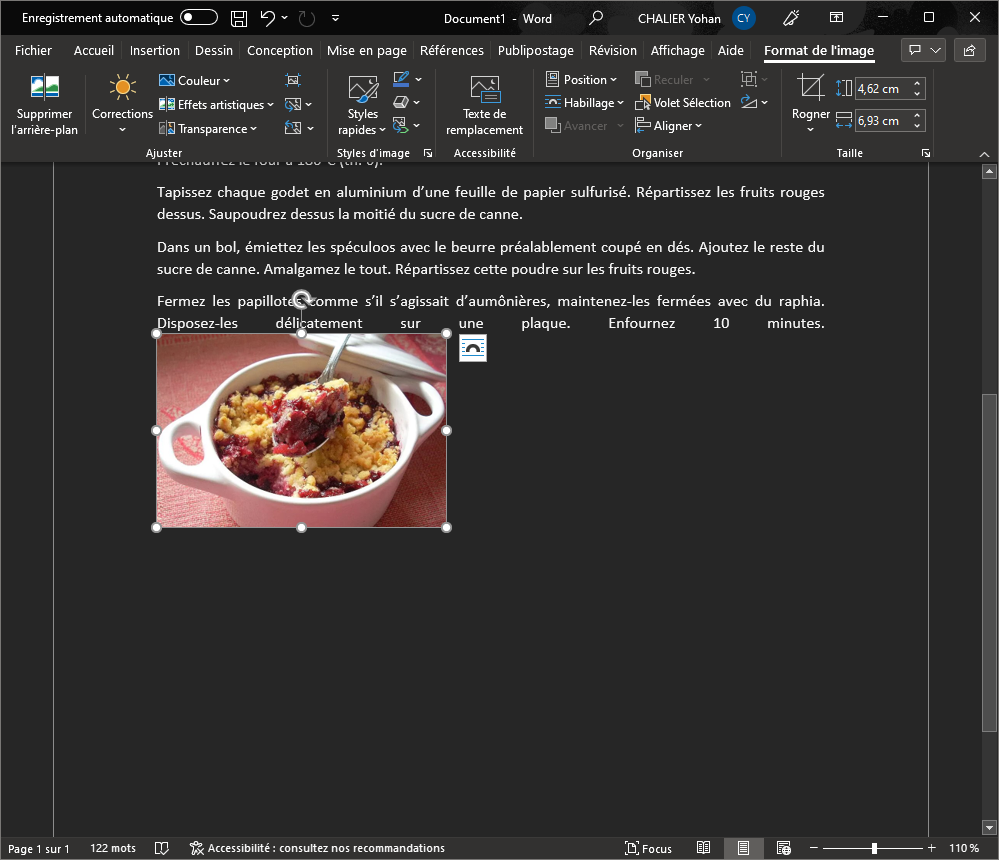 Enregistrement automatique
Document1 - Word
CHALIER Yohan
CY
Fichier Accueil Insertion Dessin Conception Mise en page Références Publipostage Révision Affichage Aide Format de l'image
Supprimer l'arrière-plan
Corrections
Couleur
Effets artistiques
Transparence
Ajuster
Styles rapides
Styles d'image
Texte de remplacement
Accessibilité
Position
Habillage
Avancer
Reculer
Volet Sélection
Aligner
Organiser
Rogner
4,62 cm
6,93 cm
Taille
Préchauffez le four à 180°C (th. 6).
Tapissez chaque godet en aluminium d’une feuille de papier sulfurisé. Répartissez les fruits rouges
dessus. Saupoudrez dessus la moitié du sucre de canne.
Dans un bol, émiettez les spéculoos avec le beurre préalablement coupé en dés. Ajoutez le reste du
sucre de canne. Amalgamez le tout. Répartissez cette poudre sur les fruits rouges.
Fermez les papillotes comme s’il s’agissait d’aumônières, maintenez-les fermées avec du raphia.
Disposez-les délicatement sur une plaque. Enfournez 10 minutes.
Page 1 sur 1 122 mots Accessibilité : consultez nos recommandations Focus 110 %